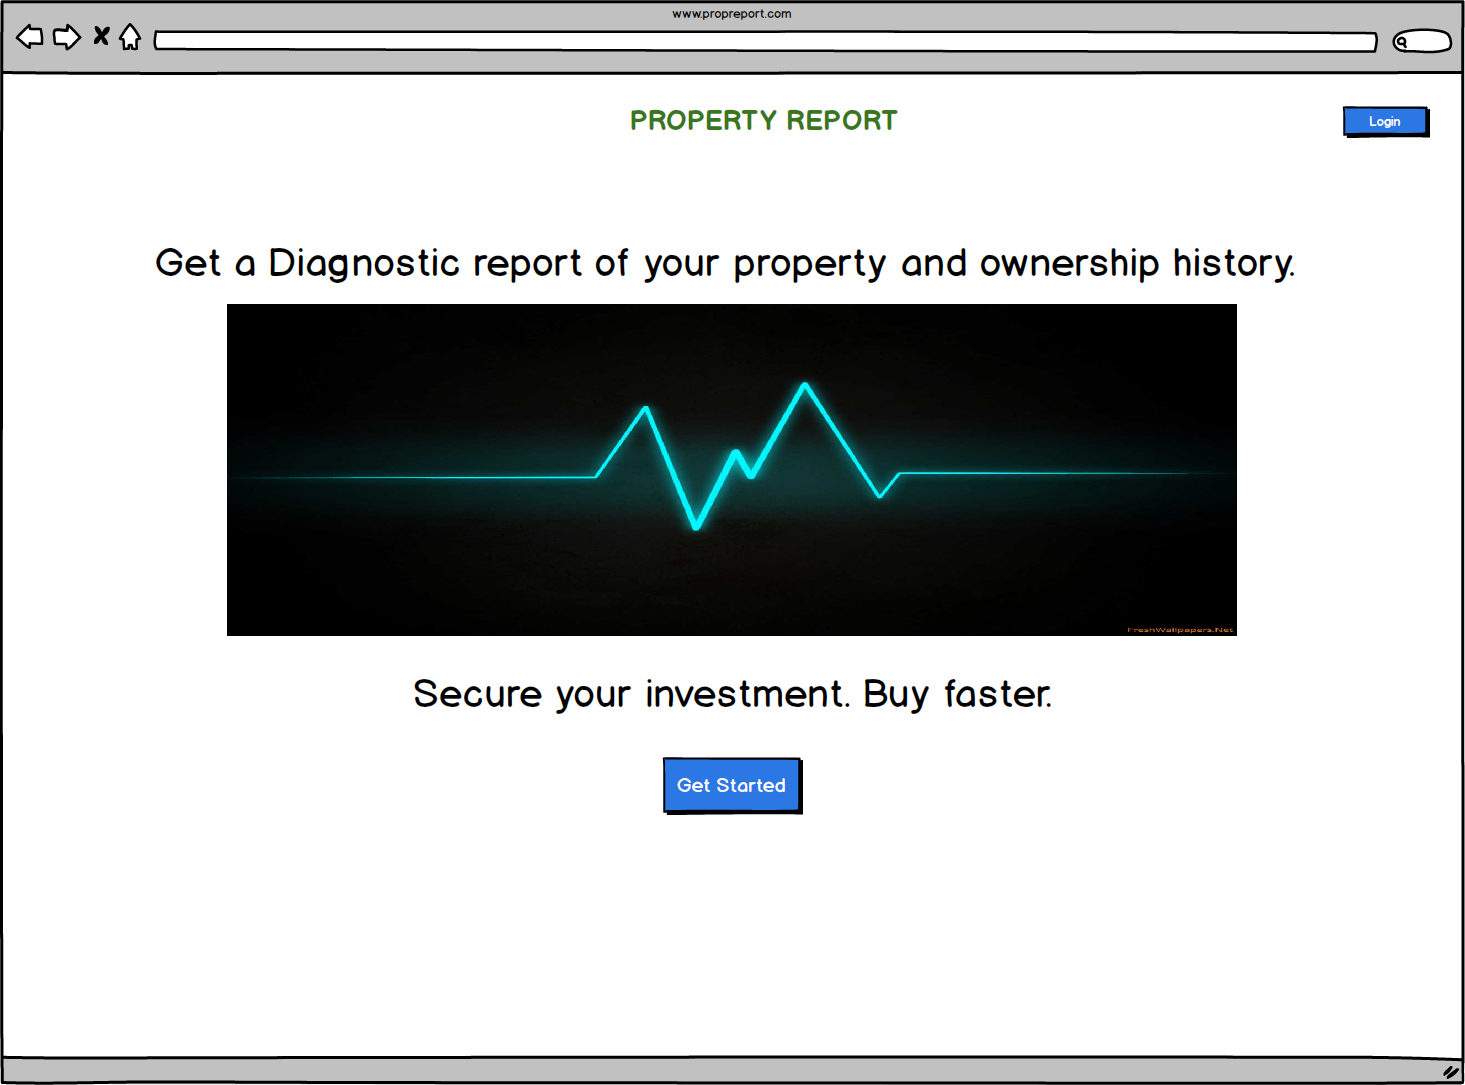 www.propreport.com
PROPERTY REPORT
Login
Get a Diagnostic report of your property and ownership history.
FreshWallpapers.Net
Secure your investment. Buy faster.
Get Started